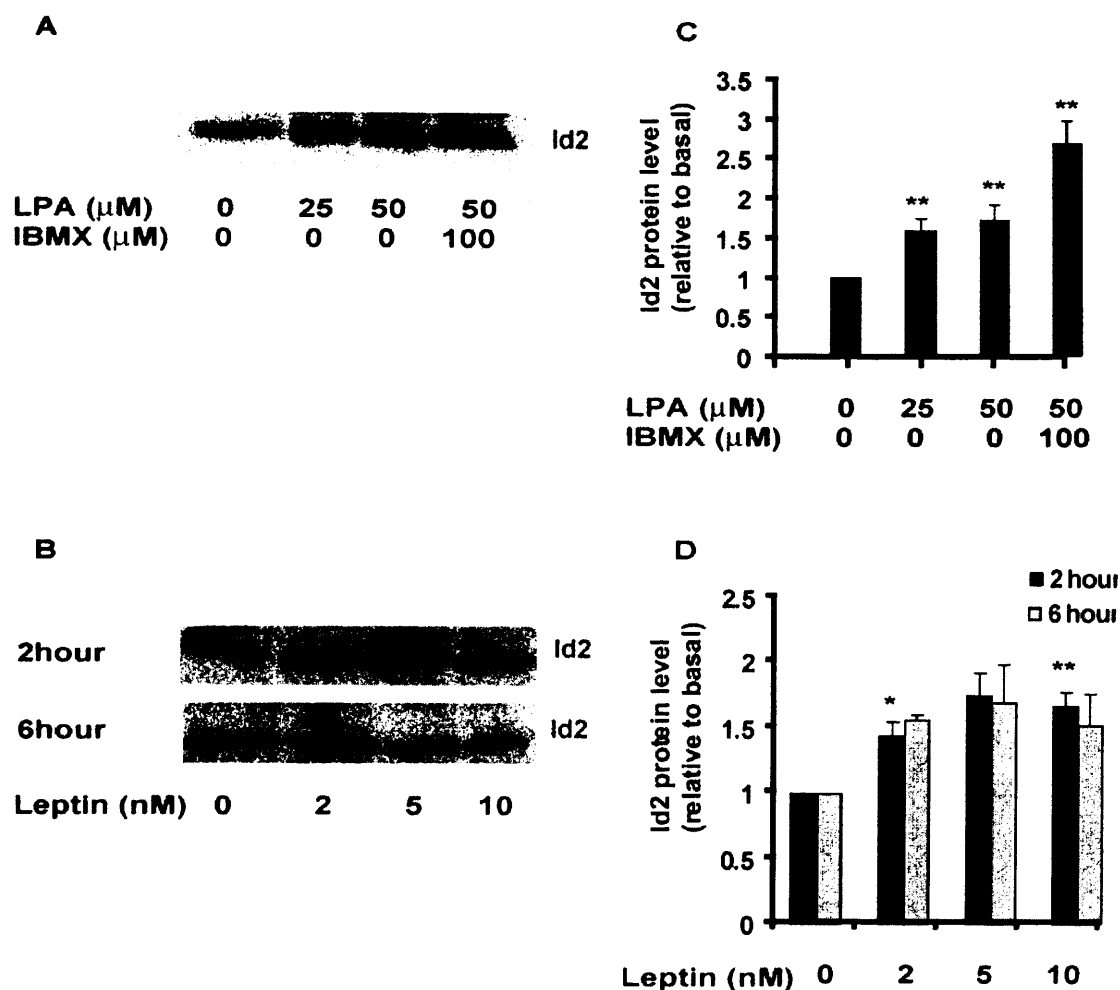 A
Id2
LPA (µM) 0 25 50 50
IBMX (µM) 0 0 0 100
C
Id2 protein level
(relative to basal)
3.5
3
2.5
2
1.5
1
0.5
0
**
**
**
LPA (µM) 0 25 50 50
IBMX (µM) 0 0 0 100
B
2hour
Id2
6hour
Id2
Leptin (nM) 0 2 5 10
D
2 hour
6 hour
Id2 protein level
(relative to basal)
2.5
2
1.5
1
0.5
0
*
**
Leptin (nM) 0 2 5 10